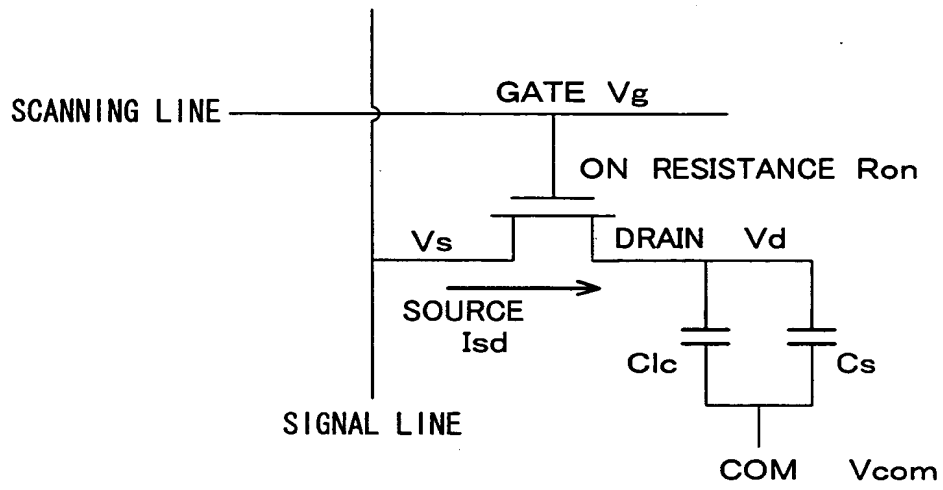 GATE Vg
SCANNING LINE
ON RESISTANCE Ron
Vs
DRAIN Vd
SOURCE
Isd
Clc
Cs
SIGNAL LINE
COM Vcom